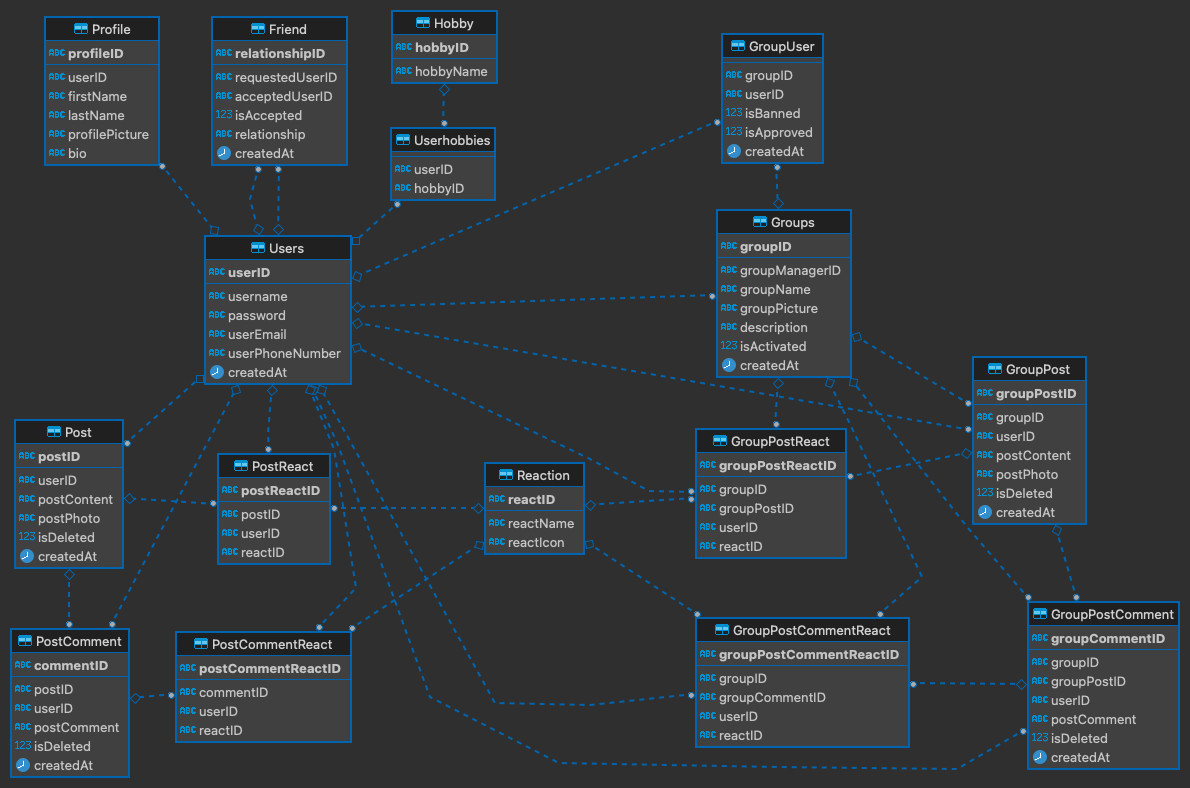 Profile
ABC profileID
ABC userID
ABC firstName
ABC lastName
ABC profilePicture
ABC bio
Friend
ABC relationshipID
ABC requestedUserID
ABC acceptedUserID
123 isAccepted
ABC relationship
createdAt
Hobby
ABC hobbyID
ABC hobbyName
Userhobbies
ABC userID
ABC hobbyID
GroupUser
ABC groupID
ABC userID
123 isBanned
123 isApproved
createdAt
Users
ABC userID
ABC username
ABC password
ABC userEmail
ABC userPhoneNumber
createdAt
Groups
ABC groupID
ABC groupManagerID
ABC groupName
ABC groupPicture
ABC description
123 isActivated
createdAt
GroupPost
ABC groupPostID
ABC groupID
ABC userID
ABC postContent
ABC postPhoto
123 isDeleted
createdAt
Post
ABC postID
ABC userID
ABC postContent
ABC postPhoto
123 isDeleted
createdAt
PostReact
ABC postReactID
ABC postID
ABC userID
ABC reactID
Reaction
ABC reactID
ABC reactName
ABC reactIcon
GroupPostReact
ABC groupPostReactID
ABC groupID
ABC groupPostID
ABC userID
ABC reactID
PostComment
ABC commentID
ABC postID
ABC userID
ABC postComment
123 isDeleted
createdAt
PostCommentReact
ABC postCommentReactID
ABC commentID
ABC userID
ABC reactID
GroupPostCommentReact
ABC groupPostCommentReactID
ABC groupID
ABC groupCommentID
ABC userID
ABC reactID
GroupPostComment
ABC groupCommentID
ABC groupID
ABC groupPostID
ABC userID
ABC postComment
123 isDeleted
createdAt